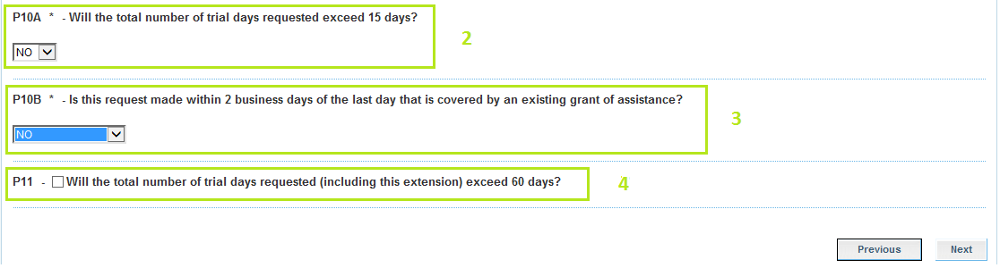 P10A * - Will the total number of trial days requested exceed 15 days?
2
NO
P10B * - Is this request made within 2 business days of the last day that is covered by an existing grant of assistance?
3
NO
P11 - Will the total number of trial days requested (including this extension) exceed 60 days?
4
Previous Next